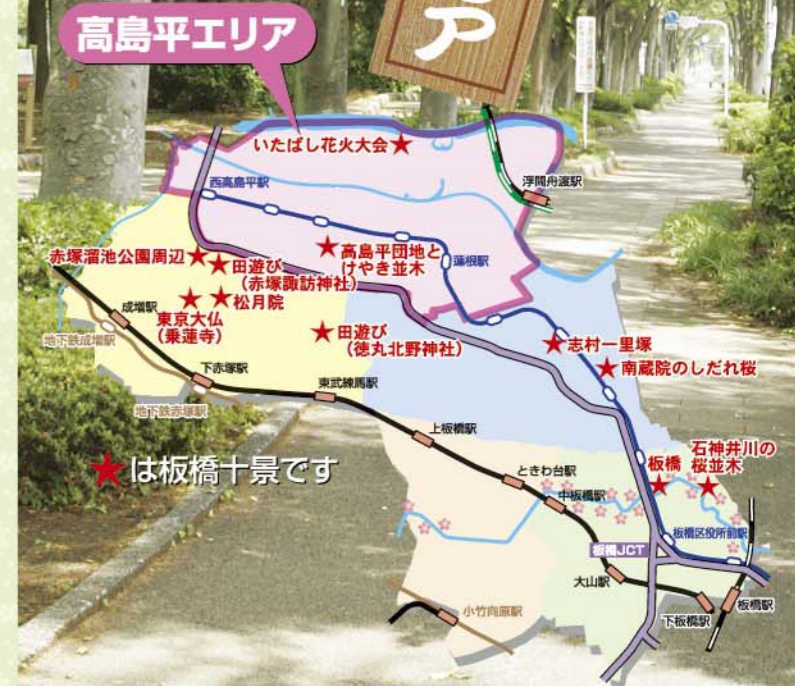 戸
高島平エリア
いたばし花火大会
西高島平駅
浮間舟渡駅
高島平団地と
けやき並木
蓮根駅
赤塚溜池公園周辺
田遊び
(赤塚諏訪神社)
松月院
東京大仏
(乗蓮寺)
成増駅
地下鉄成増駅
田遊び
(徳丸北野神社)
志村一里塚
南蔵院のしだれ桜
下赤塚駅
地下鉄赤塚駅
東武練馬駅
上板橋駅
ときわ台駅
中板橋駅
板橋
石神井川の
桜並木
★は板橋十景です
板橋区役所前駅
板橋JCT
大山駅
下板橋駅
板橋駅
小竹向原駅